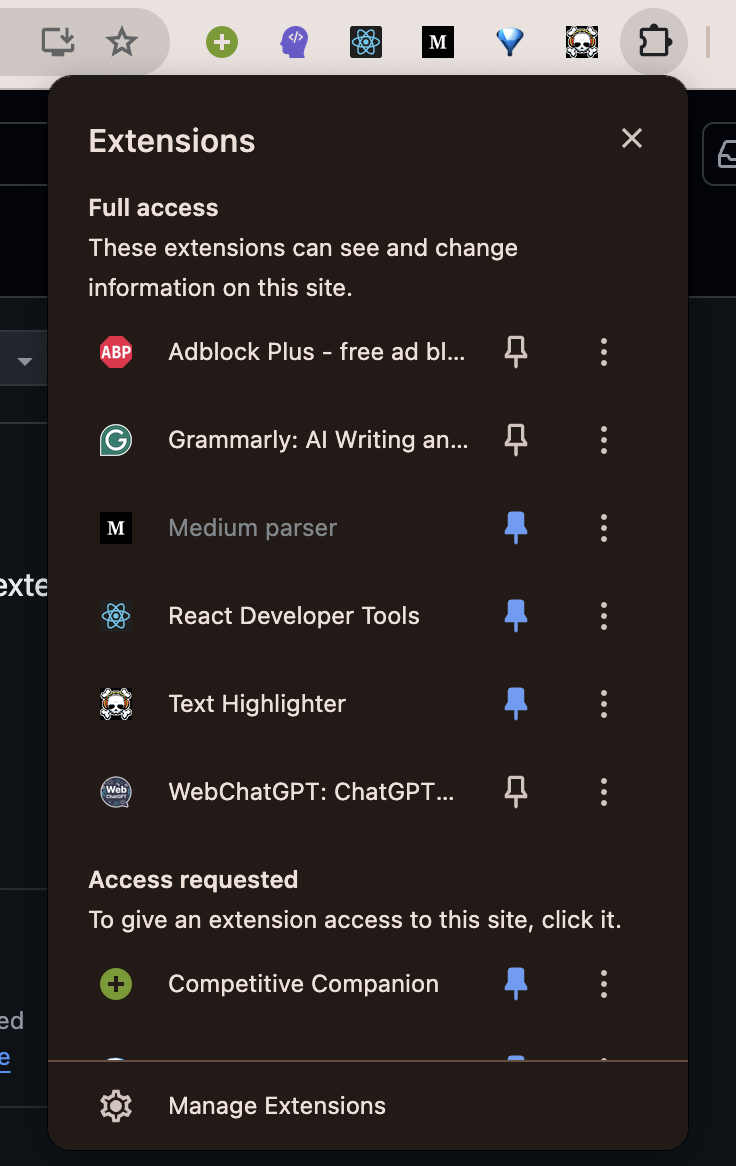 M
Extensions
Full access
These extensions can see and change
information on this site.
ABP Adblock Plus - free ad bl...
G Grammarly: AI Writing an...
M Medium parser
exte
React Developer Tools
Text Highlighter
Web ChatGPT WebChatGPT: ChatGPT...
Access requested
To give an extension access to this site, click it.
Competitive Companion
ed
e
Manage Extensions